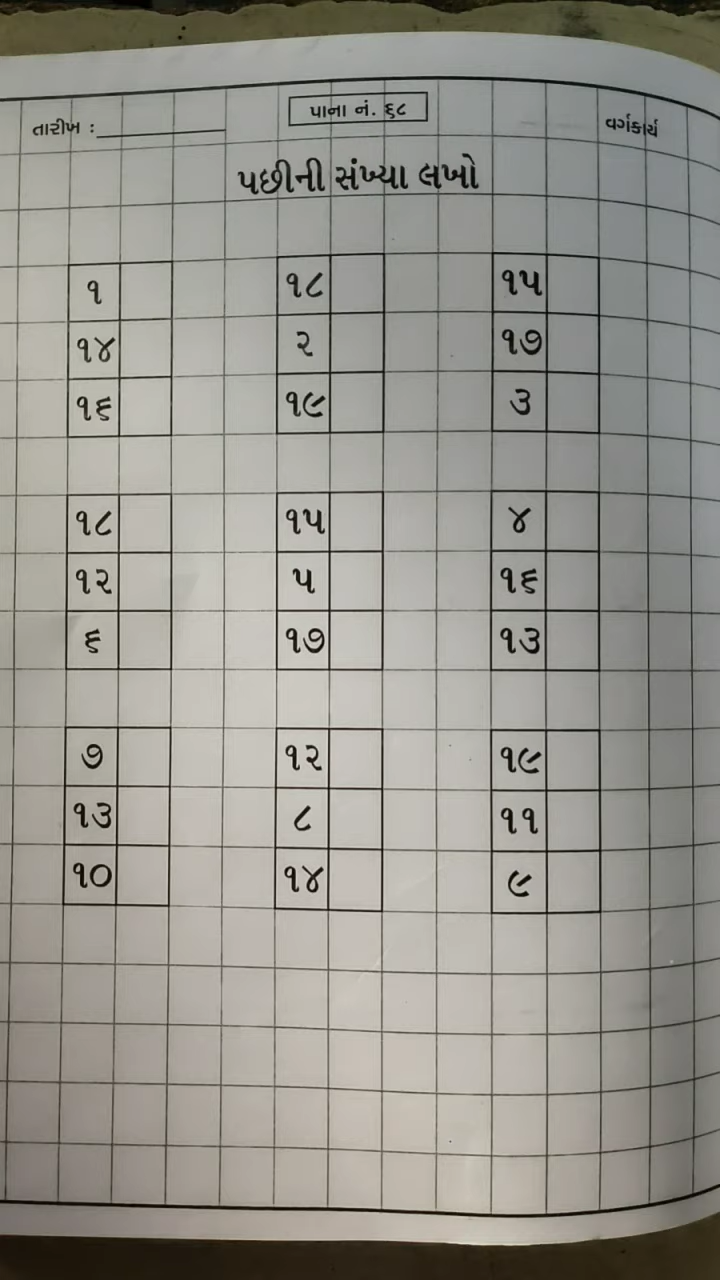 તારીખ : પાના નં. ૬૮ વર્ગકાર્ય
પછીની સંખ્યા લખો
૧ ૧૮ ૧૫
૧૪ ૨ ૧૭
૧૬ ૧૯ ૩
૧૮ ૧૫ ૪
૧૨ ૫ ૧૬
૬ ૧૭ ૧૩
૭ ૧૨ ૧૯
૧૩ ૮ ૧૧
૧૦ ૧૪ ૯